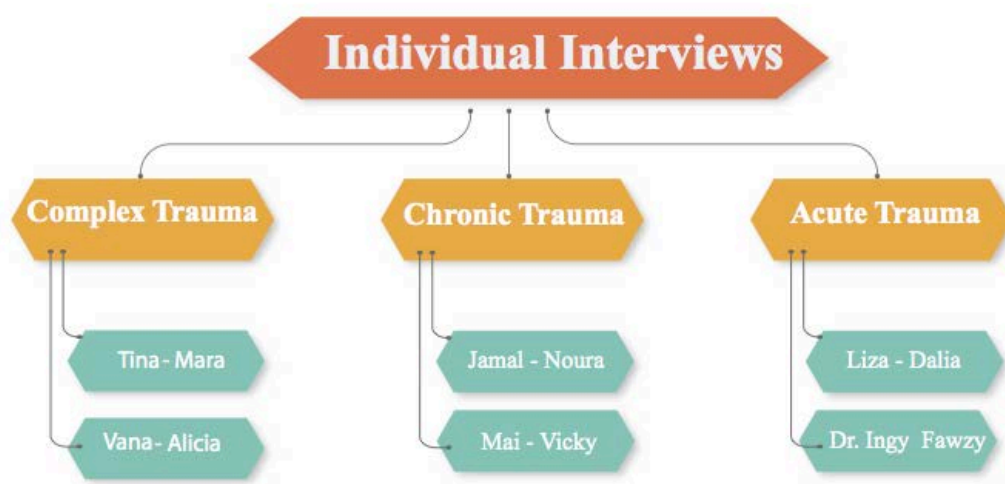 Individual Interviews
Complex Trauma
Chronic Trauma
Acute Trauma
Tina- Mara
Jamal - Noura
Liza - Dalia
Vana- Alicia
Mai - Vicky
Dr. Ingy Fawzy